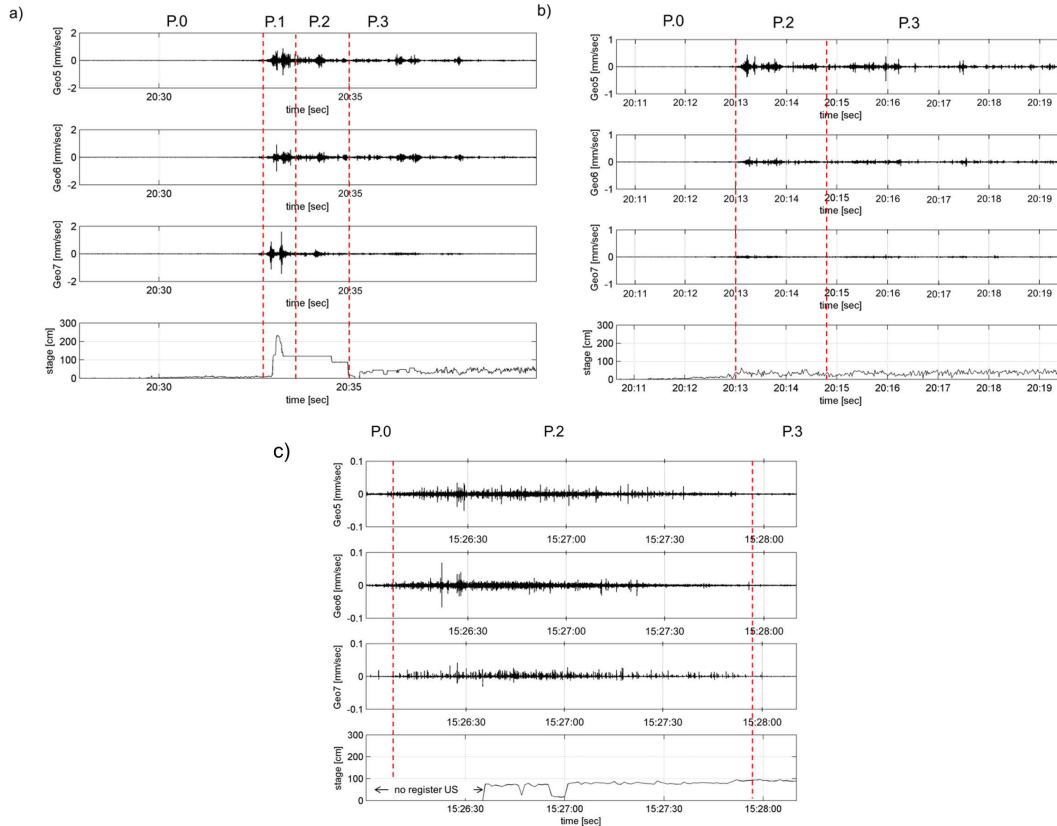 a)
P.0 P.1 P.2 P.3
Geo5 [mm/sec]
2
0
-2
20:30 20:35
time [sec]
Geo6 [mm/sec]
2
0
-2
20:30 20:35
time [sec]
Geo7 [mm/sec]
2
0
-2
20:30 20:35
time [sec]
stage [cm]
300
200
100
0
20:30 20:35
time [sec]
b)
P.0 P.2 P.3
Geo5 [mm/sec]
1
0
-1
20:11 20:12 20:13 20:14 20:15 20:16 20:17 20:18 20:19
time [sec]
Geo6 [mm/sec]
1
0
-1
20:11 20:12 20:13 20:14 20:15 20:16 20:17 20:18 20:19
time [sec]
Geo7 [mm/sec]
1
0
-1
20:11 20:12 20:13 20:14 20:15 20:16 20:17 20:18 20:19
time [sec]
stage [cm]
300
200
100
0
20:11 20:12 20:13 20:14 20:15 20:16 20:17 20:18 20:19
time [sec]
c)
P.0 P.2 P.3
Geo5 [mm/sec]
0.1
0
-0.1
15:26:30 15:27:00 15:27:30 15:28:00
Geo6 [mm/sec]
0.1
0
-0.1
15:26:30 15:27:00 15:27:30 15:28:00
Geo7 [mm/sec]
0.1
0
-0.1
15:26:30 15:27:00 15:27:30 15:28:00
stage [cm]
300
200
100
0
no register US
15:26:30 15:27:00 15:27:30 15:28:00
time [sec]